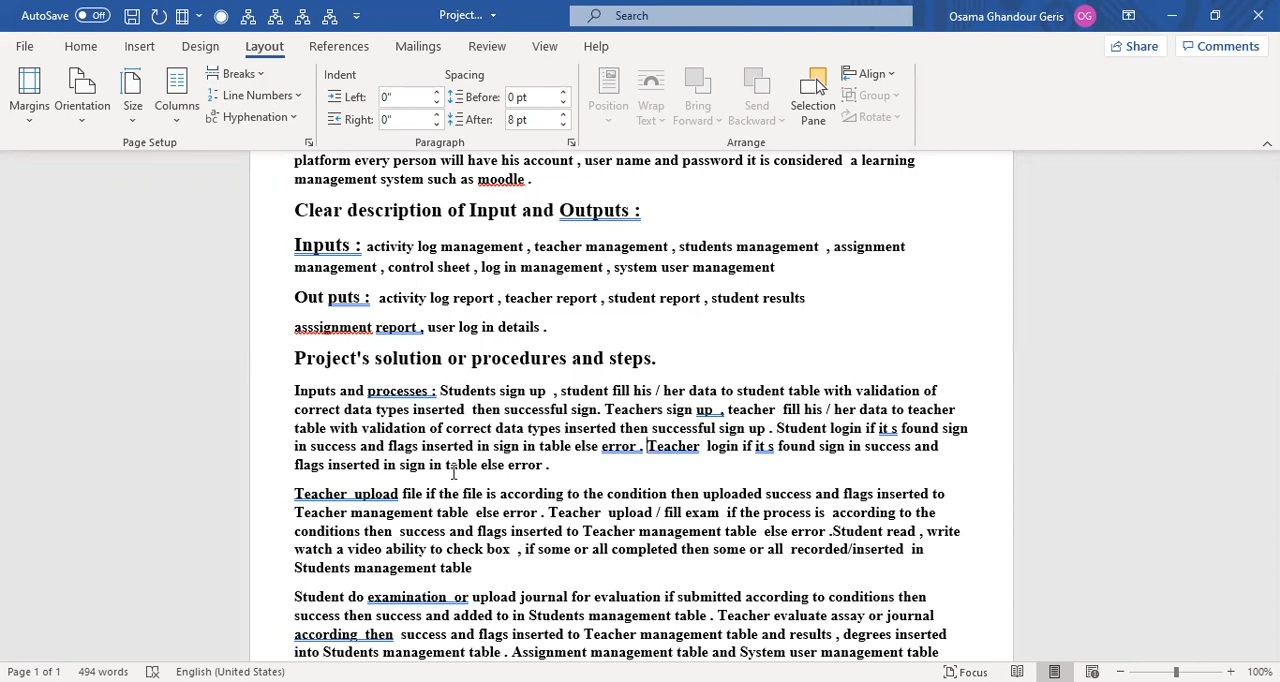 AutoSave Off Project... Search Osama Ghandour Geris OG
File Home Insert Design Layout References Mailings Review View Help Share Comments
Margins Orientation Size Columns Breaks Line Numbers Hyphenation
Page Setup
Indent Spacing
Left: 0" Before: 0 pt
Right: 0" After: 8 pt
Paragraph
Position Wrap Text Bring Forward Send Backward Selection Pane Align Group Rotate
Arrange
platform every person will have his account , user name and password it is considered a learning
management system such as moodle .
Clear description of Input and Outputs :
Inputs : activity log management , teacher management , students management , assignment
management , control sheet , log in management , system user management
Out puts : activity log report , teacher report , student report , student results
asssignment report , user log in details .
Project's solution or procedures and steps.
Inputs and processes : Students sign up , student fill his / her data to student table with validation of
correct data types inserted then successful sign. Teachers sign up , teacher fill his / her data to teacher
table with validation of correct data types inserted then successful sign up . Student login if it s found sign
in success and flags inserted in sign in table else error . Teacher login if it s found sign in success and
flags inserted in sign in table else error .
Teacher upload file if the file is according to the condition then uploaded success and flags inserted to
Teacher management table else error . Teacher upload / fill exam if the process is according to the
conditions then success and flags inserted to Teacher management table else error .Student read , write
watch a video ability to check box , if some or all completed then some or all recorded/inserted in
Students management table
Student do examination or upload journal for evaluation if submitted according to conditions then
success then success and added to in Students management table . Teacher evaluate assay or journal
according then success and flags inserted to Teacher management table and results , degrees inserted
into Students management table . Assignment management table and System user management table
Page 1 of 1 494 words English (United States) Focus 100%